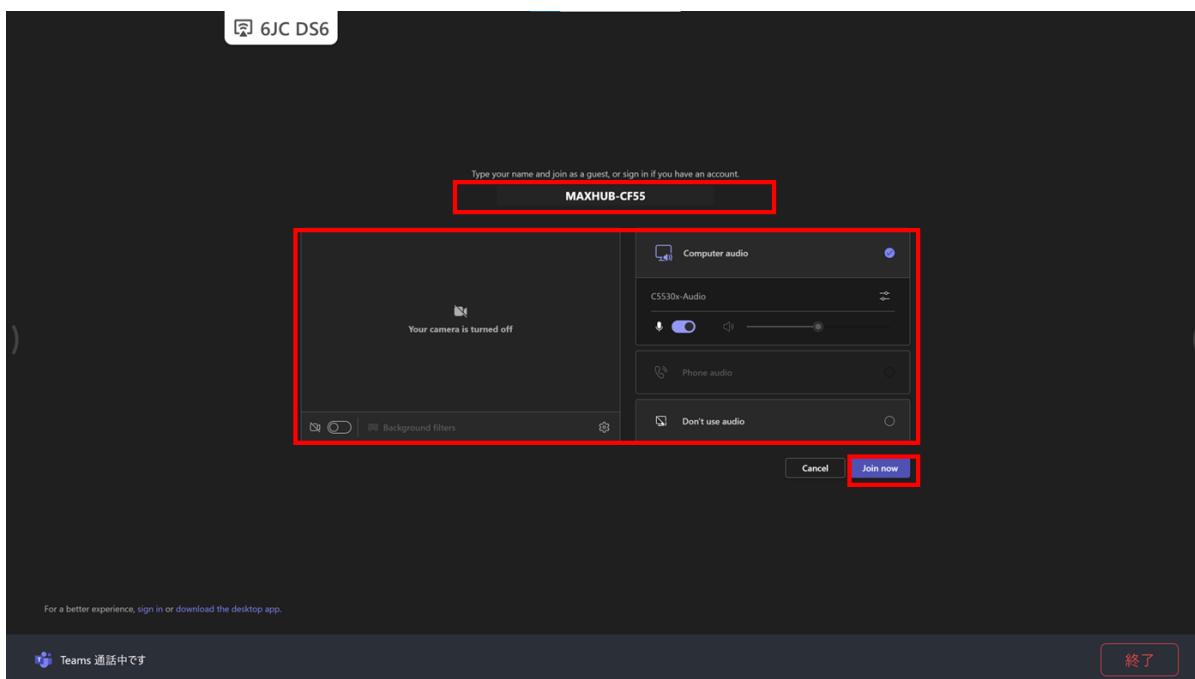 6JC DS6
Type your name and join as a guest, or sign in if you have an account.
MAXHUB-CF55
Your camera is turned off
Background filters
Computer audio
C5530x-Audio
Phone audio
Don't use audio
Cancel
Join now
For a better experience, sign in or download the desktop app.
Teams 通話中です
終了